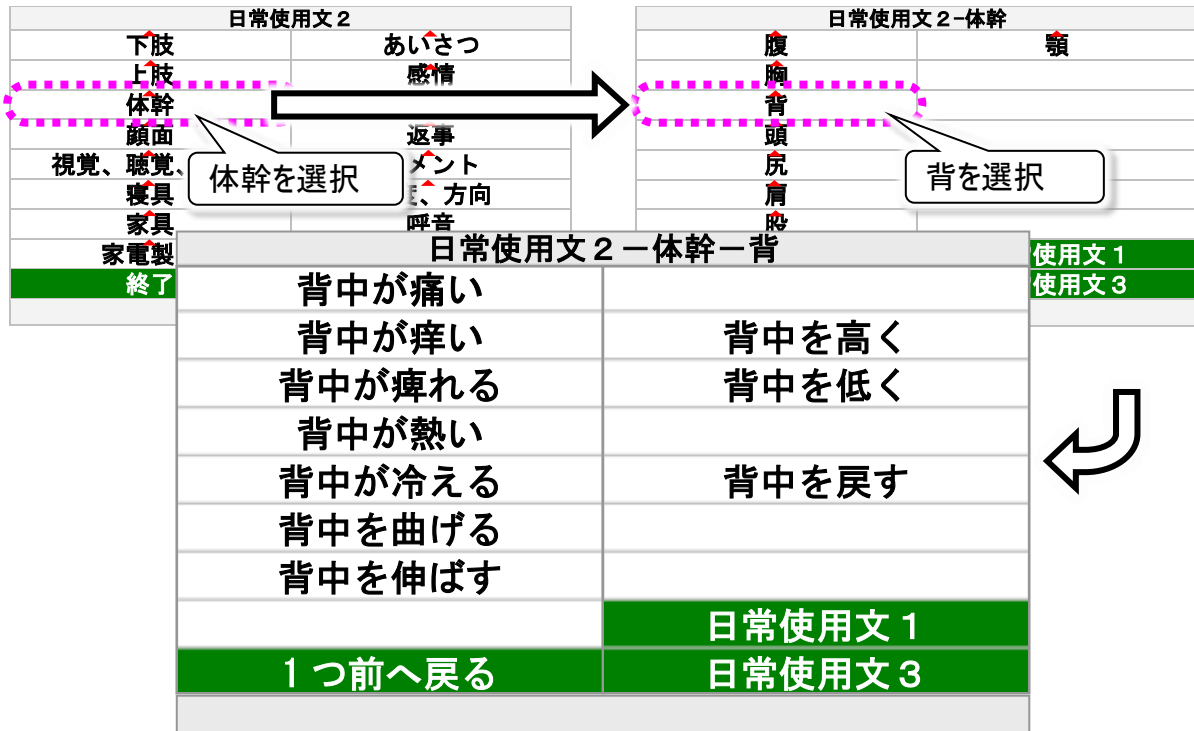 日常使用文２
下肢 あいさつ
上肢 感情
体幹
顔面 返事
視覚、聴覚、 メント
寝具 、方向
家具 呼音
家電製
終了
体幹を選択
日常使用文２-体幹
腹 顎
胸
背
頭
尻
肩
股
使用文１
使用文３
背を選択
日常使用文２－体幹－背
背中が痛い
背中が痒い 背中を高く
背中が痺れる 背中を低く
背中が熱い
背中が冷える 背中を戻す
背中を曲げる
背中を伸ばす
日常使用文１
１つ前へ戻る 日常使用文３